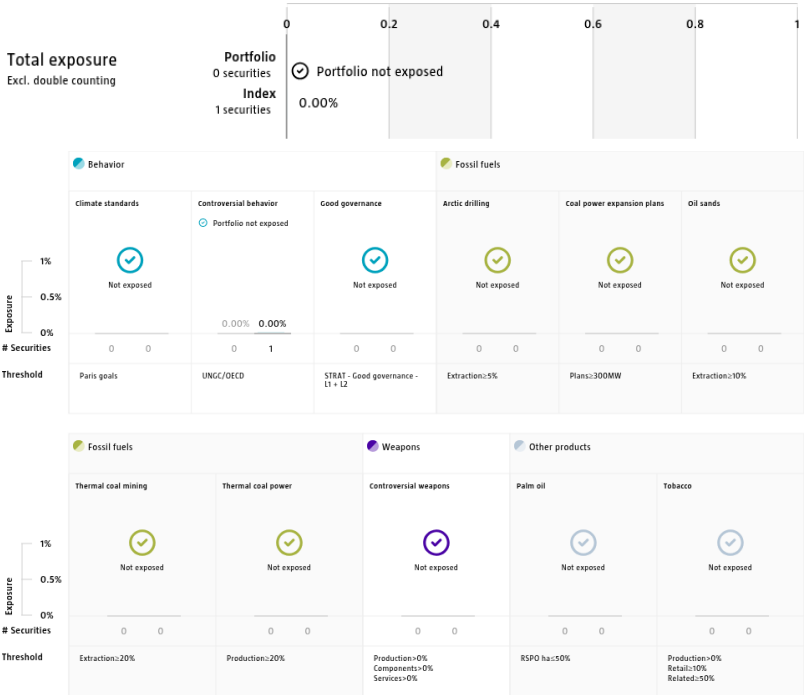 0 0.2 0.4 0.6 0.8 1
Total exposure
Excl. double counting
Portfolio
0 securities
Portfolio not exposed
Index
1 securities
0.00%
Behavior
Fossil fuels
Climate standards
Controversial behavior
Good governance
Arctic drilling
Coal power expansion plans
Oil sands
Portfolio not exposed
Exposure
1%
0.5%
0%
Not exposed
Not exposed
Not exposed
Not exposed
Not exposed
0.00% 0.00%
# Securities
0 0
0 1
0 0
0 0
0 0
0 0
Threshold
Paris goals
UNGC/OECD
STRAT - Good governance -
L1 + L2
Extraction≥5%
Plans≥300MW
Extraction≥10%
Fossil fuels
Weapons
Other products
Thermal coal mining
Thermal coal power
Controversial weapons
Palm oil
Tobacco
Exposure
1%
0.5%
0%
Not exposed
Not exposed
Not exposed
Not exposed
Not exposed
# Securities
0 0
0 0
0 0
0 0
0 0
Threshold
Extraction≥20%
Production≥20%
Production>0%
Components>0%
Services>0%
RSPO ha≤50%
Production>0%
Retail≥10%
Related≥50%